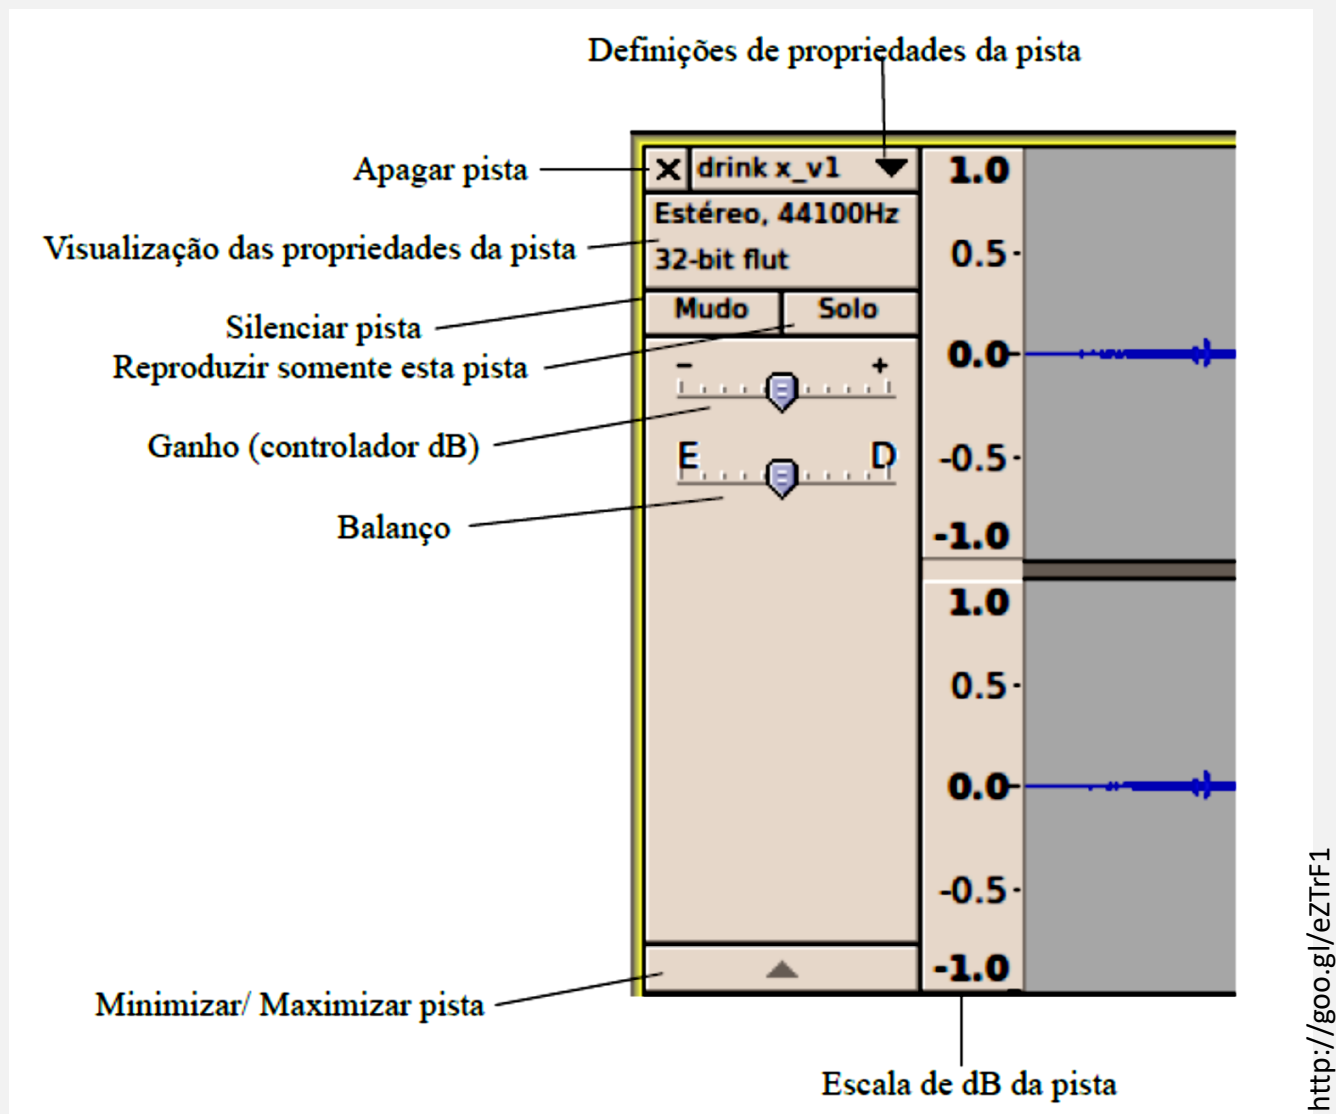 Definições de propriedades da pista
Apagar pista
drink x_v1
Visualização das propriedades da pista
Estéreo, 44100Hz
32-bit flut
Silenciar pista
Mudo
Solo
Reproduzir somente esta pista
- +
Ganho (controlador dB)
E D
Balanço
1.0
0.5
0.0
-0.5
-1.0
1.0
0.5
0.0
-0.5
-1.0
Minimizar/ Maximizar pista
Escala de dB da pista
http://goo.gl/eZTrF1